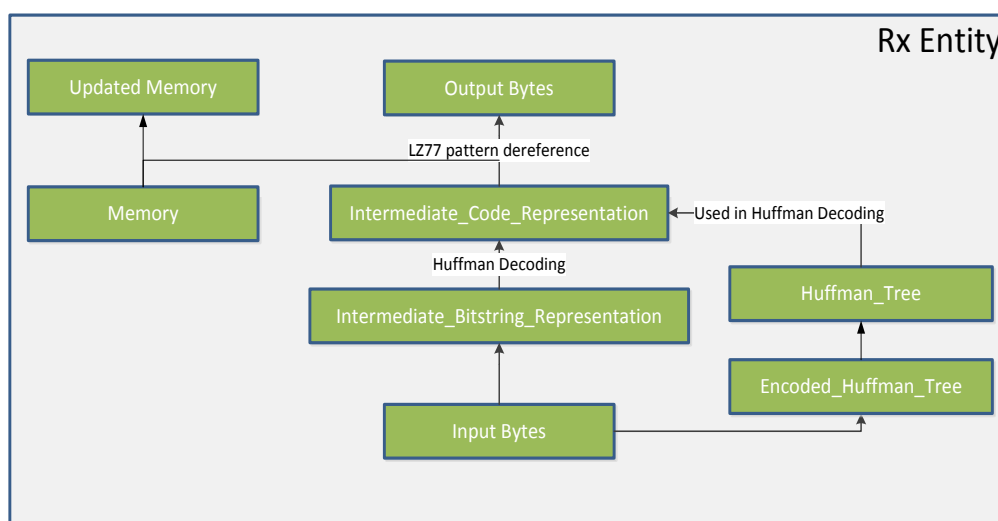 Rx Entity
Updated Memory
Output Bytes
LZ77 pattern dereference
Memory
Intermediate_Code_Representation
Used in Huffman Decoding
Huffman Decoding
Huffman_Tree
Intermediate_Bitstring_Representation
Encoded_Huffman_Tree
Input Bytes